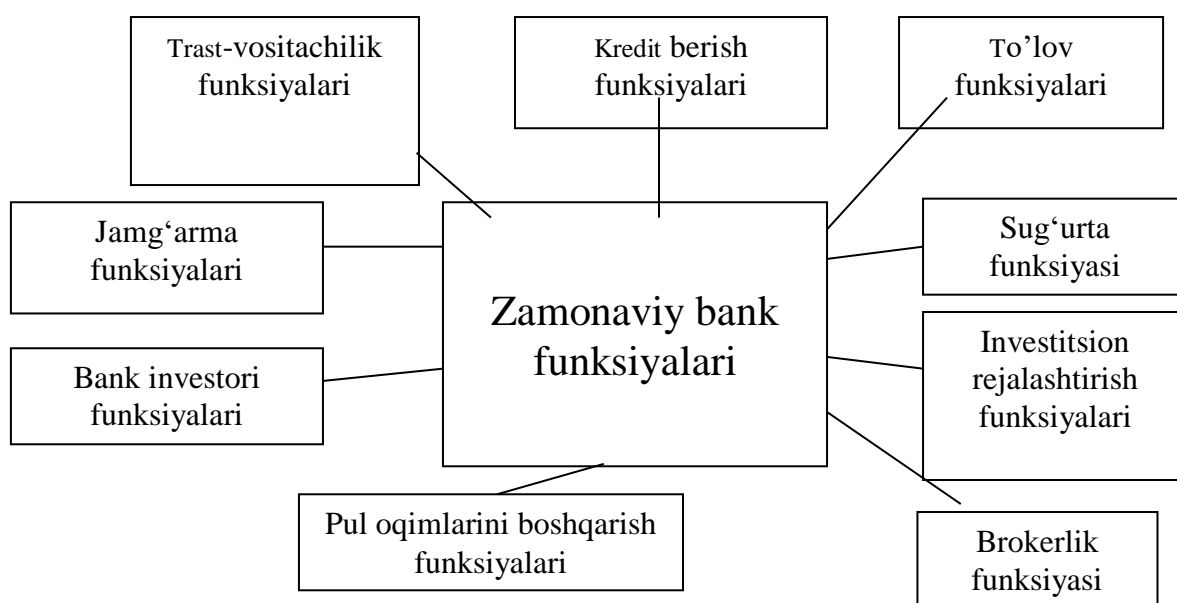 Trast-vositachilik
funksiyalari
Kredit berish
funksiyalari
To’lov
funksiyalari
Jamg‘arma
funksiyalari
Zamonaviy bank
funksiyalari
Sug‘urta
funksiyasi
Bank investori
funksiyalari
Investitsion
rejalashtirish
funksiyalari
Pul oqimlarini boshqarish
funksiyalari
Brokerlik
funksiyasi